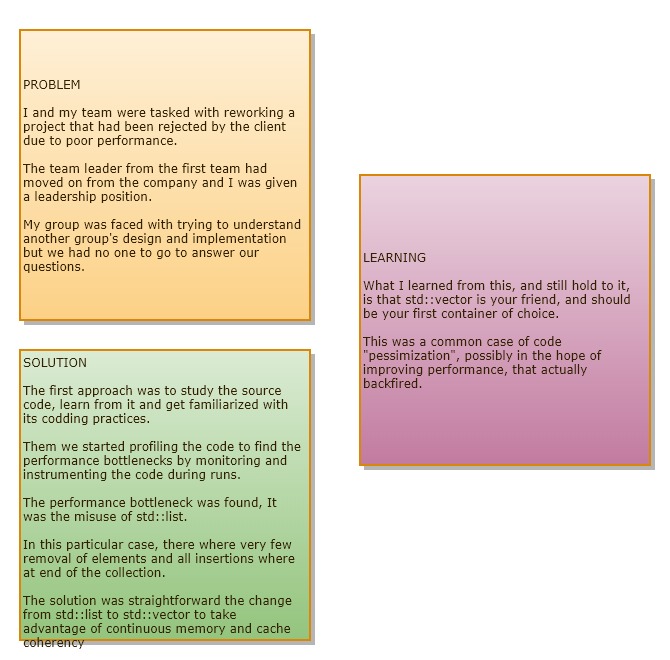 PROBLEM
I and my team were tasked with reworking a
project that had been rejected by the client
due to poor performance.
The team leader from the first team had
moved on from the company and I was given
a leadership position.
My group was faced with trying to understand
another group's design and implementation
but we had no one to go to answer our
questions.
SOLUTION
The first approach was to study the source
code, learn from it and get familiarized with
its codding practices.
Them we started profiling the code to find the
performance bottlenecks by monitoring and
instrumenting the code during runs.
The performance bottleneck was found, It
was the misuse of std::list.
In this particular case, there where very few
removal of elements and all insertions where
at end of the collection.
The solution was straightforward the change
from std::list to std::vector to take
advantage of continuous memory and cache
coherency
LEARNING
What I learned from this, and still hold to it,
is that std::vector is your friend, and should
be your first container of choice.
This was a common case of code
"pessimization", possibly in the hope of
improving performance, that actually
backfired.